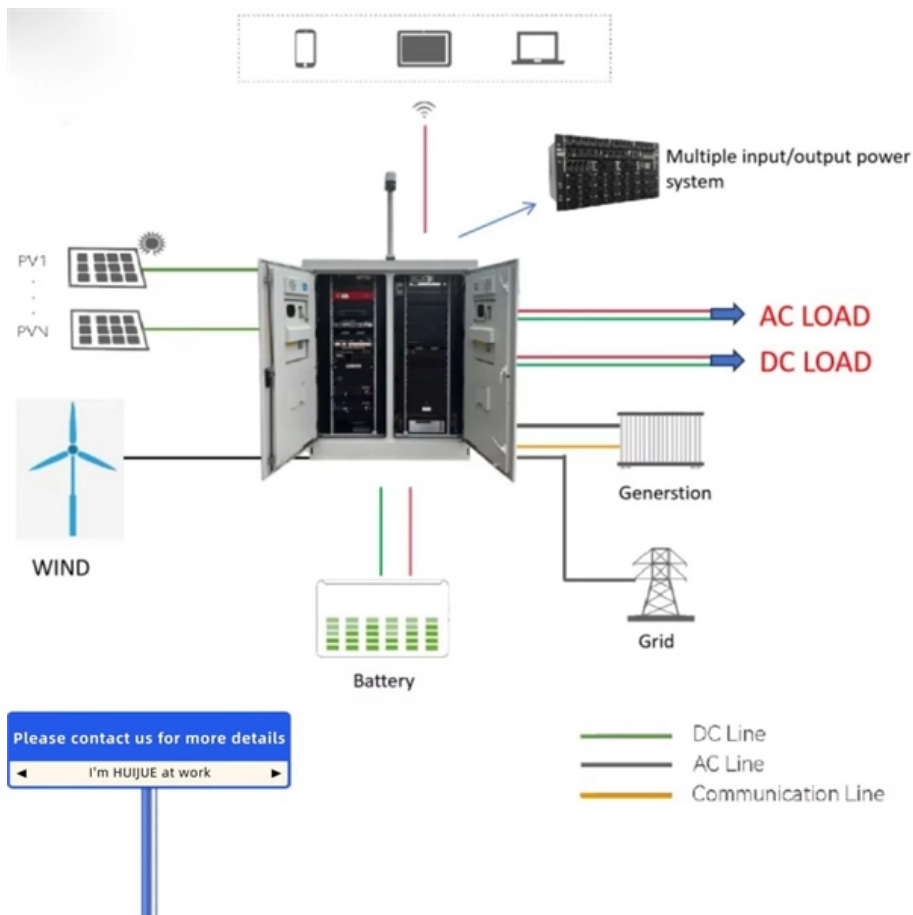 Multiple input/output power
system
PV1
PVN
AC LOAD
DC LOAD
Generstion
WIND
Grid
Battery
Please contact us for more details
I'm HUIJUE at work
DC Line
AC Line
Communication Line